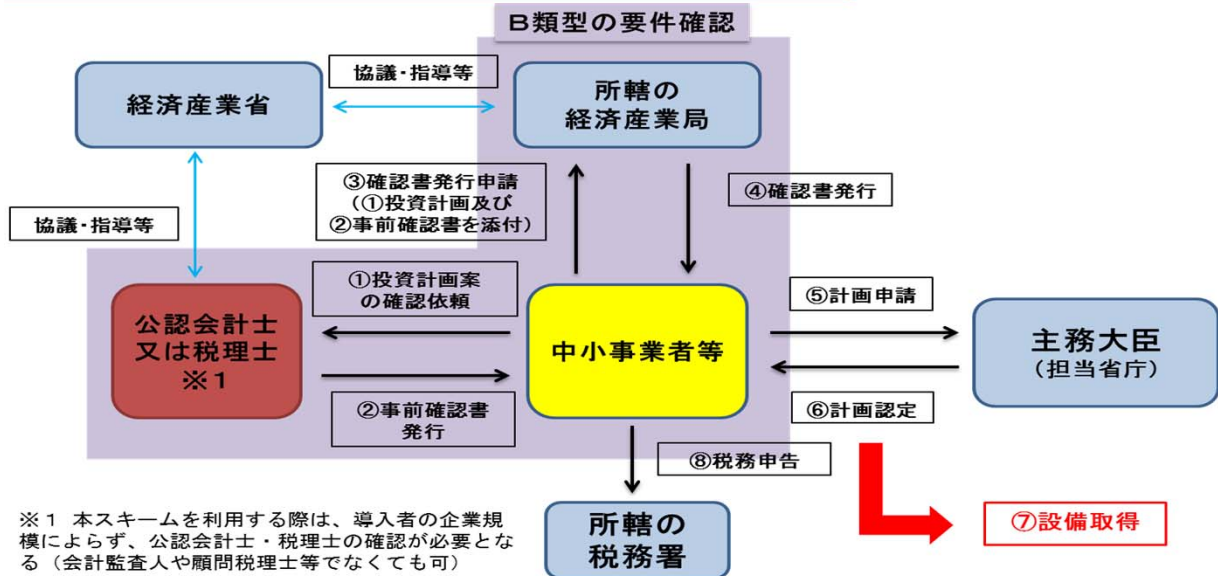 B類型の要件確認
協議・指導等
経済産業省
所轄の
経済産業局
③確認書発行申請
(①投資計画及び
②事前確認書を添付)
④確認書発行
協議・指導等
①投資計画案
の確認依頼
⑤計画申請
公認会計士
又は税理士
※1
中小事業者等
主務大臣
(担当省庁)
②事前確認書
発行
⑥計画認定
⑧税務申告
所轄の
税務署
⑦設備取得
※1 本スキームを利用する際は、導入者の企業規
模によらず、公認会計士・税理士の確認が必要とな
る(会計監査人や顧問税理士等でなくても可)